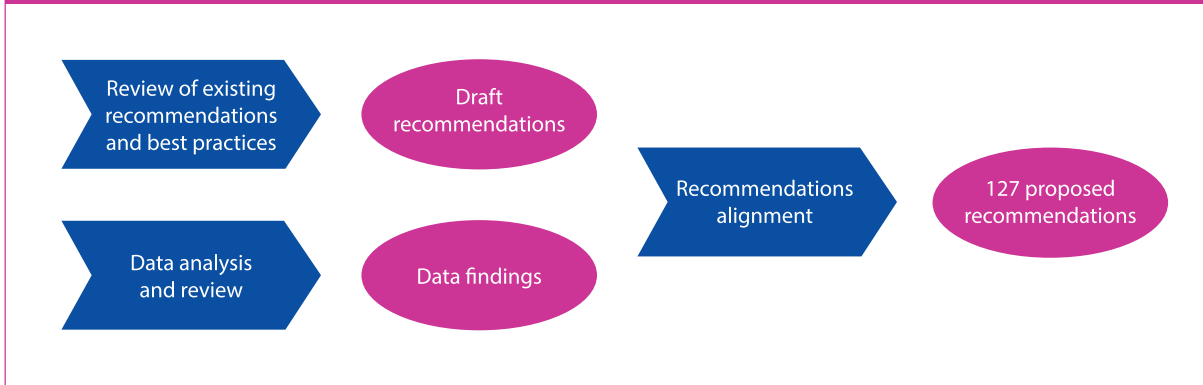 Review of existing
recommendations
and best practices
Draft
recommendations
Data analysis
and review
Data findings
Recommendations
alignment
127 proposed
recommendations